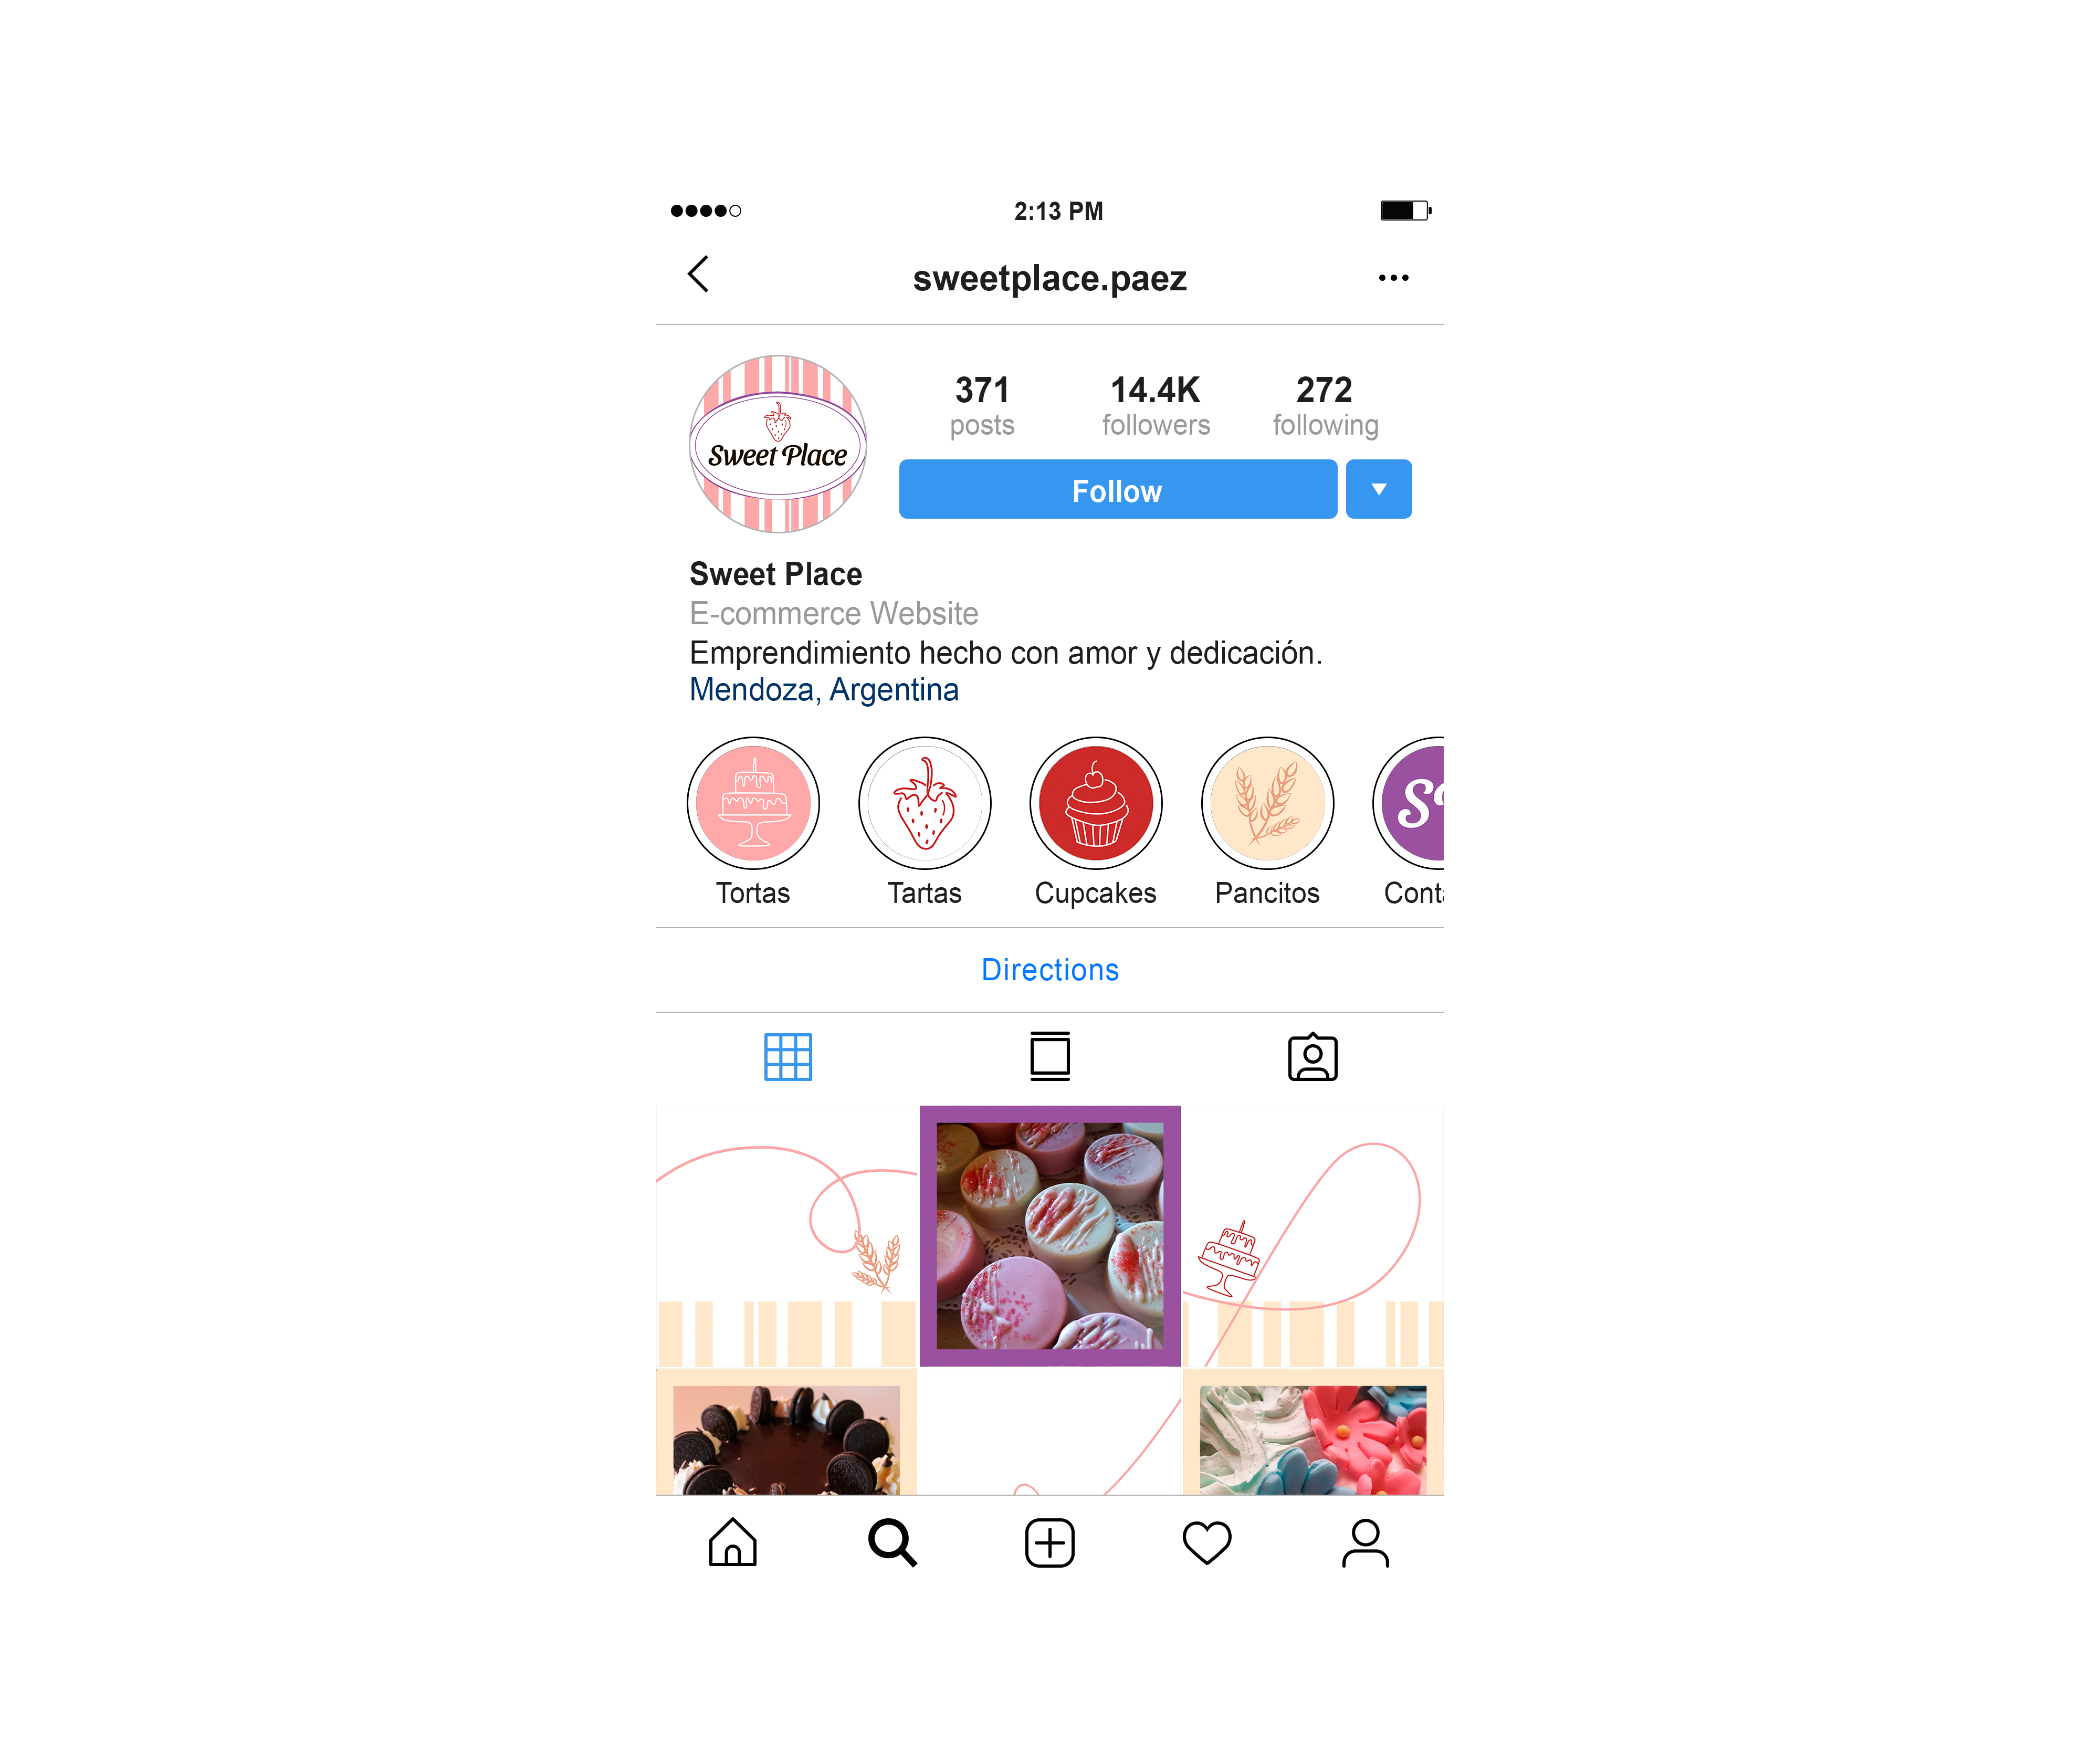 2:13 PM
sweetplace.paez
371 14.4K 272
posts followers following
Sweet Place
Follow
Sweet Place
E-commerce Website
Emprendimiento hecho con amor y dedicación.
Mendoza, Argentina
Tortas Tartas Cupcakes Pancitos
Directions